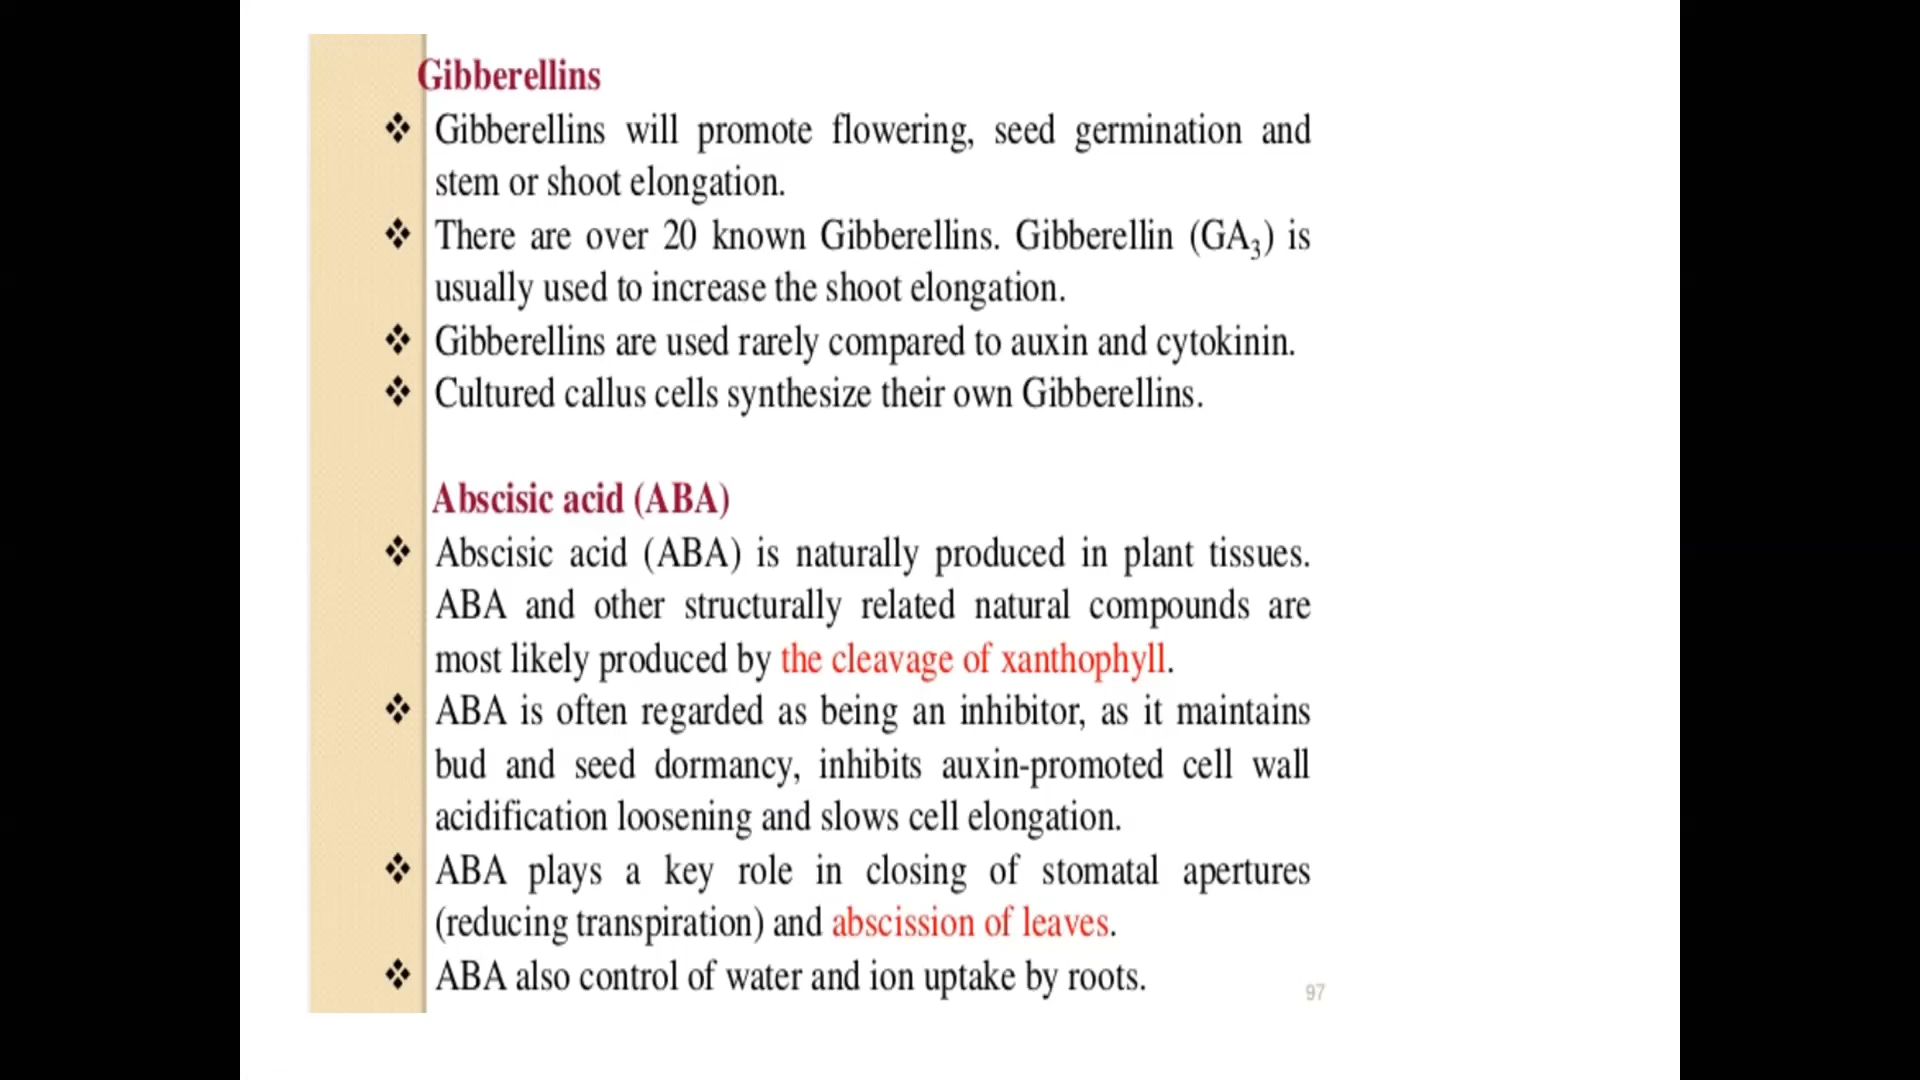 Gibberellins
❖ Gibberellins will promote flowering, seed germination and
stem or shoot elongation.
❖ There are over 20 known Gibberellins. Gibberellin (GA₃) is
usually used to increase the shoot elongation.
❖ Gibberellins are used rarely compared to auxin and cytokinin.
❖ Cultured callus cells synthesize their own Gibberellins.
Abscisic acid (ABA)
❖ Abscisic acid (ABA) is naturally produced in plant tissues.
ABA and other structurally related natural compounds are
most likely produced by the cleavage of xanthophyll.
❖ ABA is often regarded as being an inhibitor, as it maintains
bud and seed dormancy, inhibits auxin-promoted cell wall
acidification loosening and slows cell elongation.
❖ ABA plays a key role in closing of stomatal apertures
(reducing transpiration) and abscission of leaves.
❖ ABA also control of water and ion uptake by roots.
97